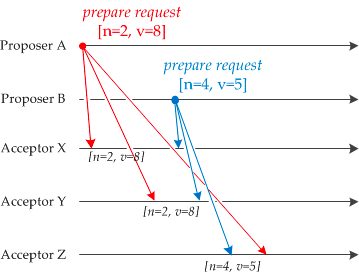 prepare request
[n=2, v=8]
Proposer A
prepare request
[n=4, v=5]
Proposer B
Acceptor X
[n=2, v=8]
Acceptor Y
[n=2, v=8]
Acceptor Z
[n=4, v=5]